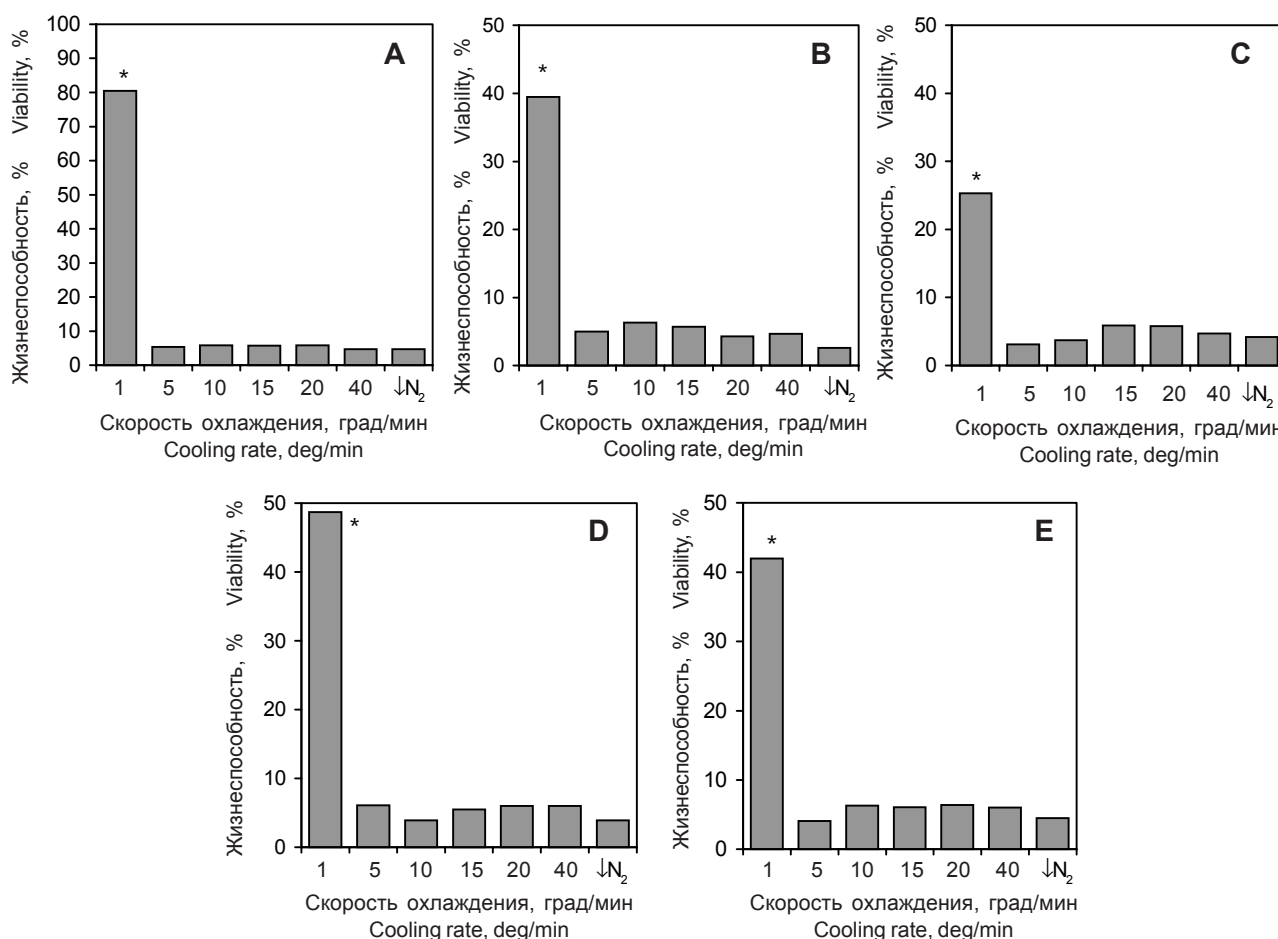 A
Жизнеспособность, % Viability, %
100
90
80
70
60
50
40
30
20
10
0
*
1 5 10 15 20 40 ↓N₂
Скорость охлаждения, град/мин
Cooling rate, deg/min
B
Жизнеспособность, % Viability, %
50
40
30
20
10
0
*
1 5 10 15 20 40 ↓N₂
Скорость охлаждения, град/мин
Cooling rate, deg/min
C
Жизнеспособность, % Viability, %
50
40
30
20
10
0
*
1 5 10 15 20 40 ↓N₂
Скорость охлаждения, град/мин
Cooling rate, deg/min
D
Жизнеспособность, % Viability, %
50
40
30
20
10
0
*
1 5 10 15 20 40 ↓N₂
Скорость охлаждения, град/мин
Cooling rate, deg/min
E
Жизнеспособность, % Viability, %
50
40
30
20
10
0
*
1 5 10 15 20 40 ↓N₂
Скорость охлаждения, град/мин
Cooling rate, deg/min